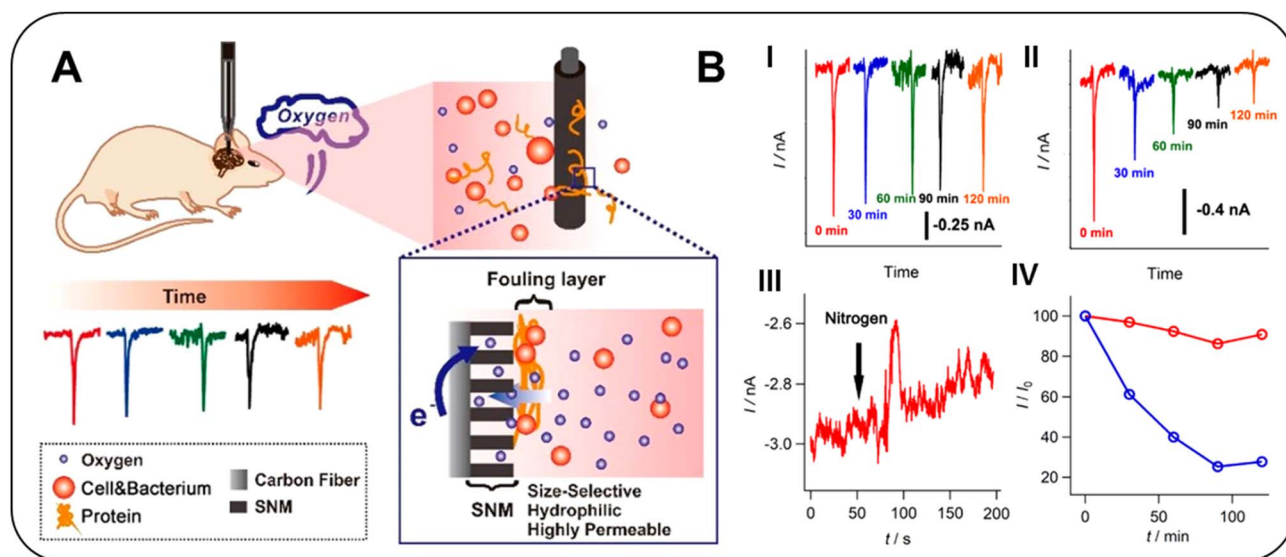 A
Oxygen
Time
Oxygen
Cell&Bacterium
Protein
Carbon Fiber
SNM
Fouling layer
e-
SNM
Size-Selective
Hydrophilic
Highly Permeable
B
I
I / nA
0 min
30 min
60 min
90 min
120 min
-0.25 nA
Time
II
I / nA
0 min
30 min
60 min
90 min
120 min
-0.4 nA
Time
III
Nitrogen
I / nA
-2.6
-2.8
-3.0
0
50
100
150
200
t / s
IV
I / I0
100
80
60
40
20
0
50
100
t / min